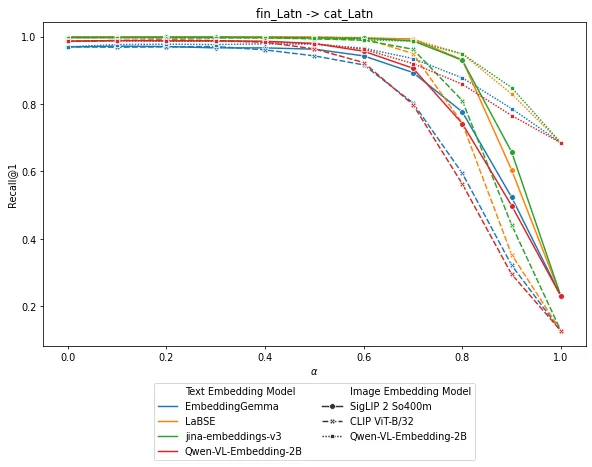 fin_Latn -> cat_Latn
Recall@1
1.0
0.8
0.6
0.4
0.2
0.0 0.2 0.4 0.6 0.8 1.0
α
Text Embedding Model
EmbeddingGemma
LaBSE
jina-embeddings-v3
Qwen-VL-Embedding-2B
Image Embedding Model
SigLIP 2 So400m
CLIP ViT-B/32
Qwen-VL-Embedding-2B